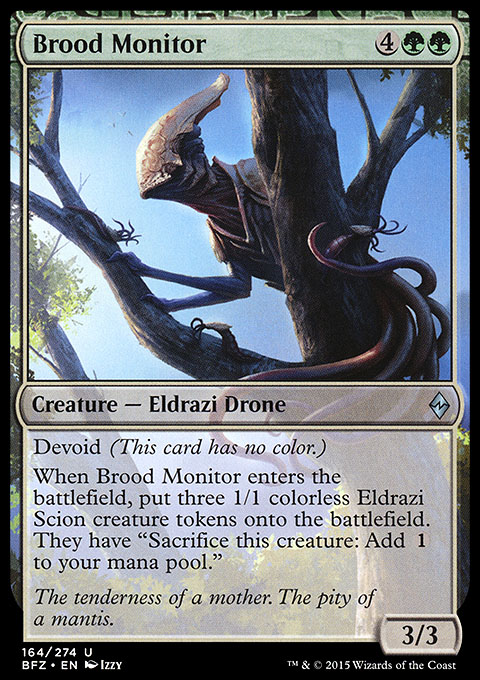 Brood Monitor 4
Creature — Eldrazi Drone
Devoid (This card has no color.)
When Brood Monitor enters the
battlefield, put three 1/1 colorless Eldrazi
Scion creature tokens onto the battlefield.
They have “Sacrifice this creature: Add 1
to your mana pool.”
The tenderness of a mother. The pity of
a mantis.
3/3
164/274 U
BFZ • EN Izzy
™ & © 2015 Wizards of the Coast